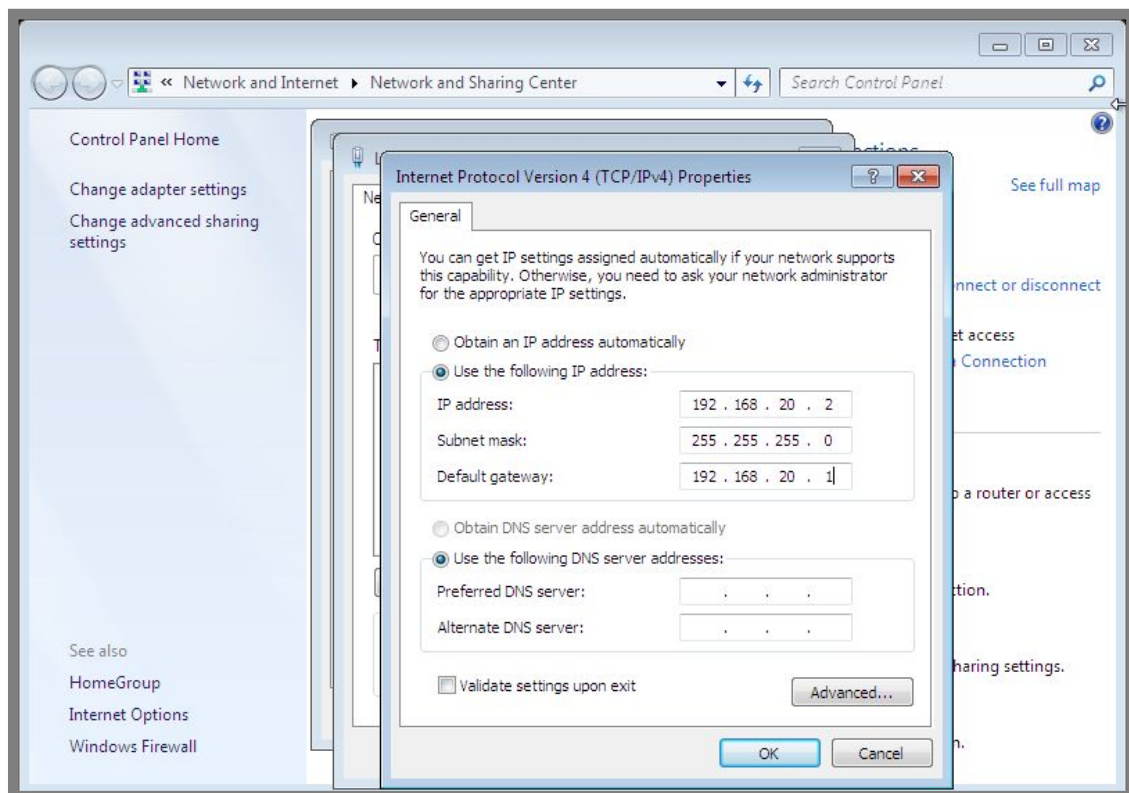 « Network and Internet ▸ Network and Sharing Center
Search Control Panel
Control Panel Home
Change adapter settings
Change advanced sharing
settings
See also
HomeGroup
Internet Options
Windows Firewall
See full map
nnect or disconnect
et access
Connection
a router or access
tion.
haring settings.
n.
Internet Protocol Version 4 (TCP/IPv4) Properties
General
You can get IP settings assigned automatically if your network supports
this capability. Otherwise, you need to ask your network administrator
for the appropriate IP settings.
Obtain an IP address automatically
Use the following IP address:
IP address: 192 . 168 . 20 . 2
Subnet mask: 255 . 255 . 255 . 0
Default gateway: 192 . 168 . 20 . 1
Obtain DNS server address automatically
Use the following DNS server addresses:
Preferred DNS server: . . .
Alternate DNS server: . . .
Validate settings upon exit
Advanced...
OK Cancel